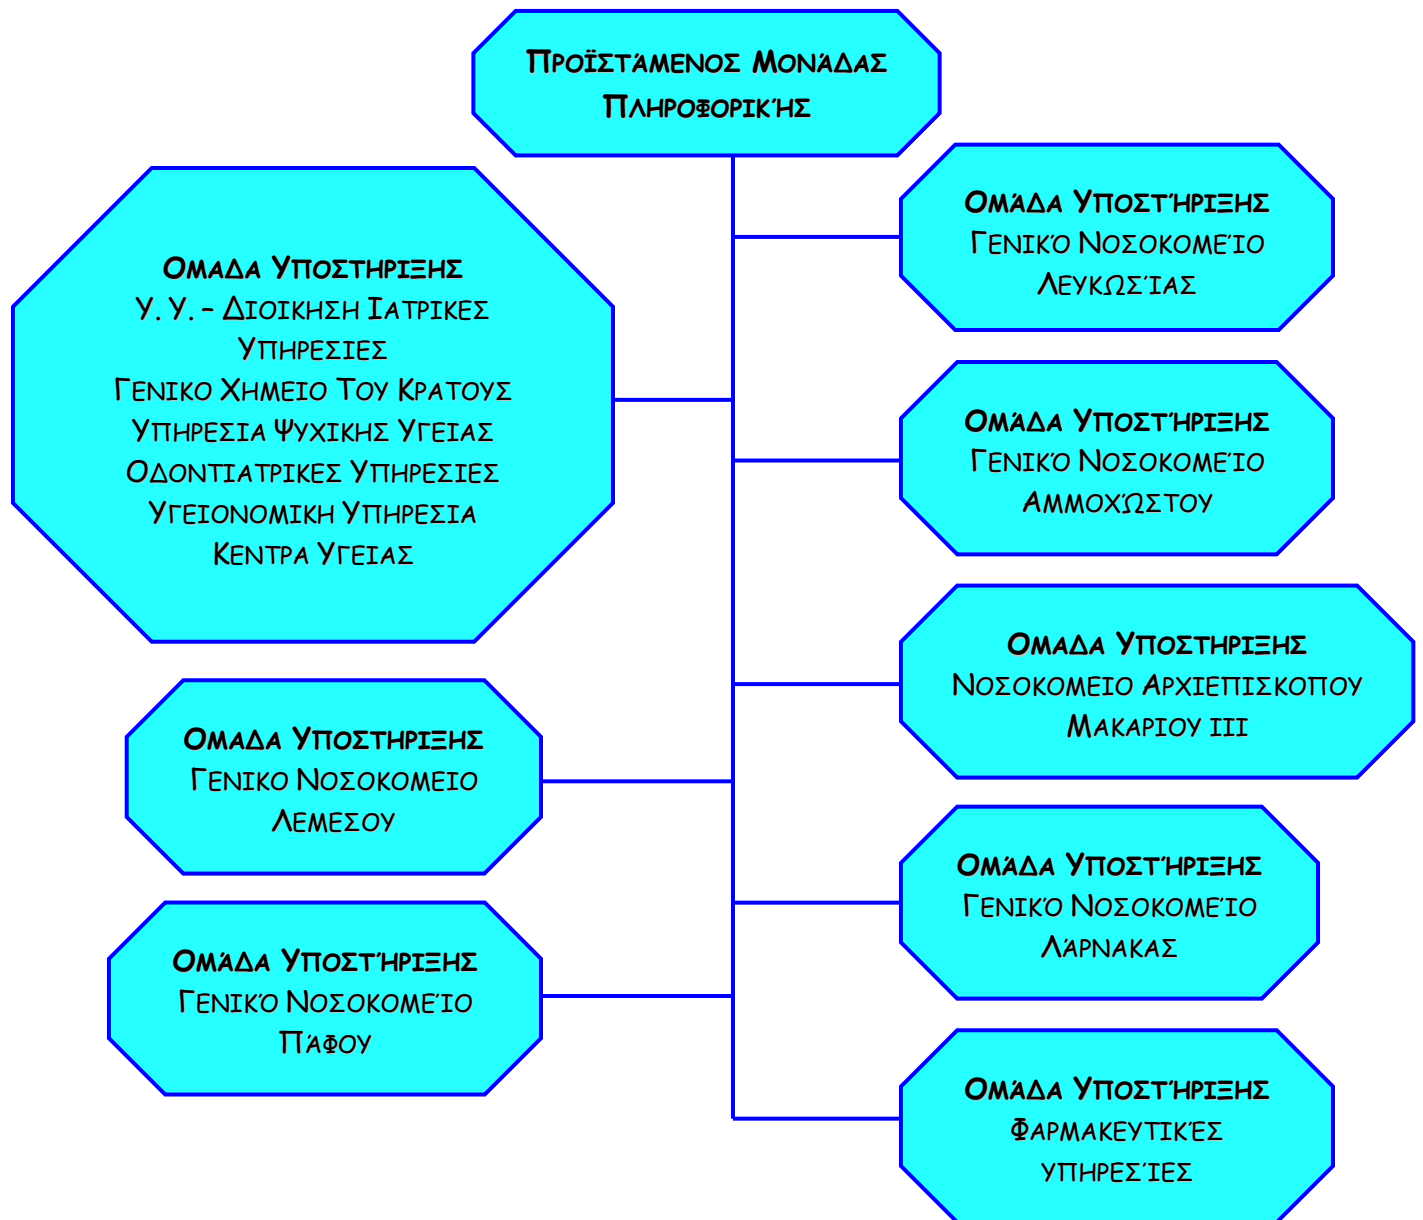 Προϊστάμενος Μονάδας
Πληροφορικής
Ομάδα Υποστήριξης
Γενικό Νοσοκομείο
Λευκωσίας
Ομαδα Υποστηριξης
Υ. Υ. – Διοικηση Ιατρικες
Υπηρεσιες
Γενικο Χημειο Του Κρατους
Υπηρεσια Ψυχικης Υγειας
Οδοντιατρικες Υπηρεσιες
Υγειονομικη Υπηρεσια
Κεντρα Υγειας
Ομάδα Υποστήριξης
Γενικό Νοσοκομείο
Αμμοχώστου
Ομαδα Υποστηριξης
Νοσοκομειο Αρχιεπισκοπου
Μακαριου III
Ομαδα Υποστηριξης
Γενικο Νοσοκομειο
Λεμεσου
Ομάδα Υποστήριξης
Γενικό Νοσοκομείο
Λάρνακας
Ομάδα Υποστήριξης
Γενικό Νοσοκομείο
Πάφου
Ομάδα Υποστήριξης
Φαρμακευτικές
υπηρεσίες